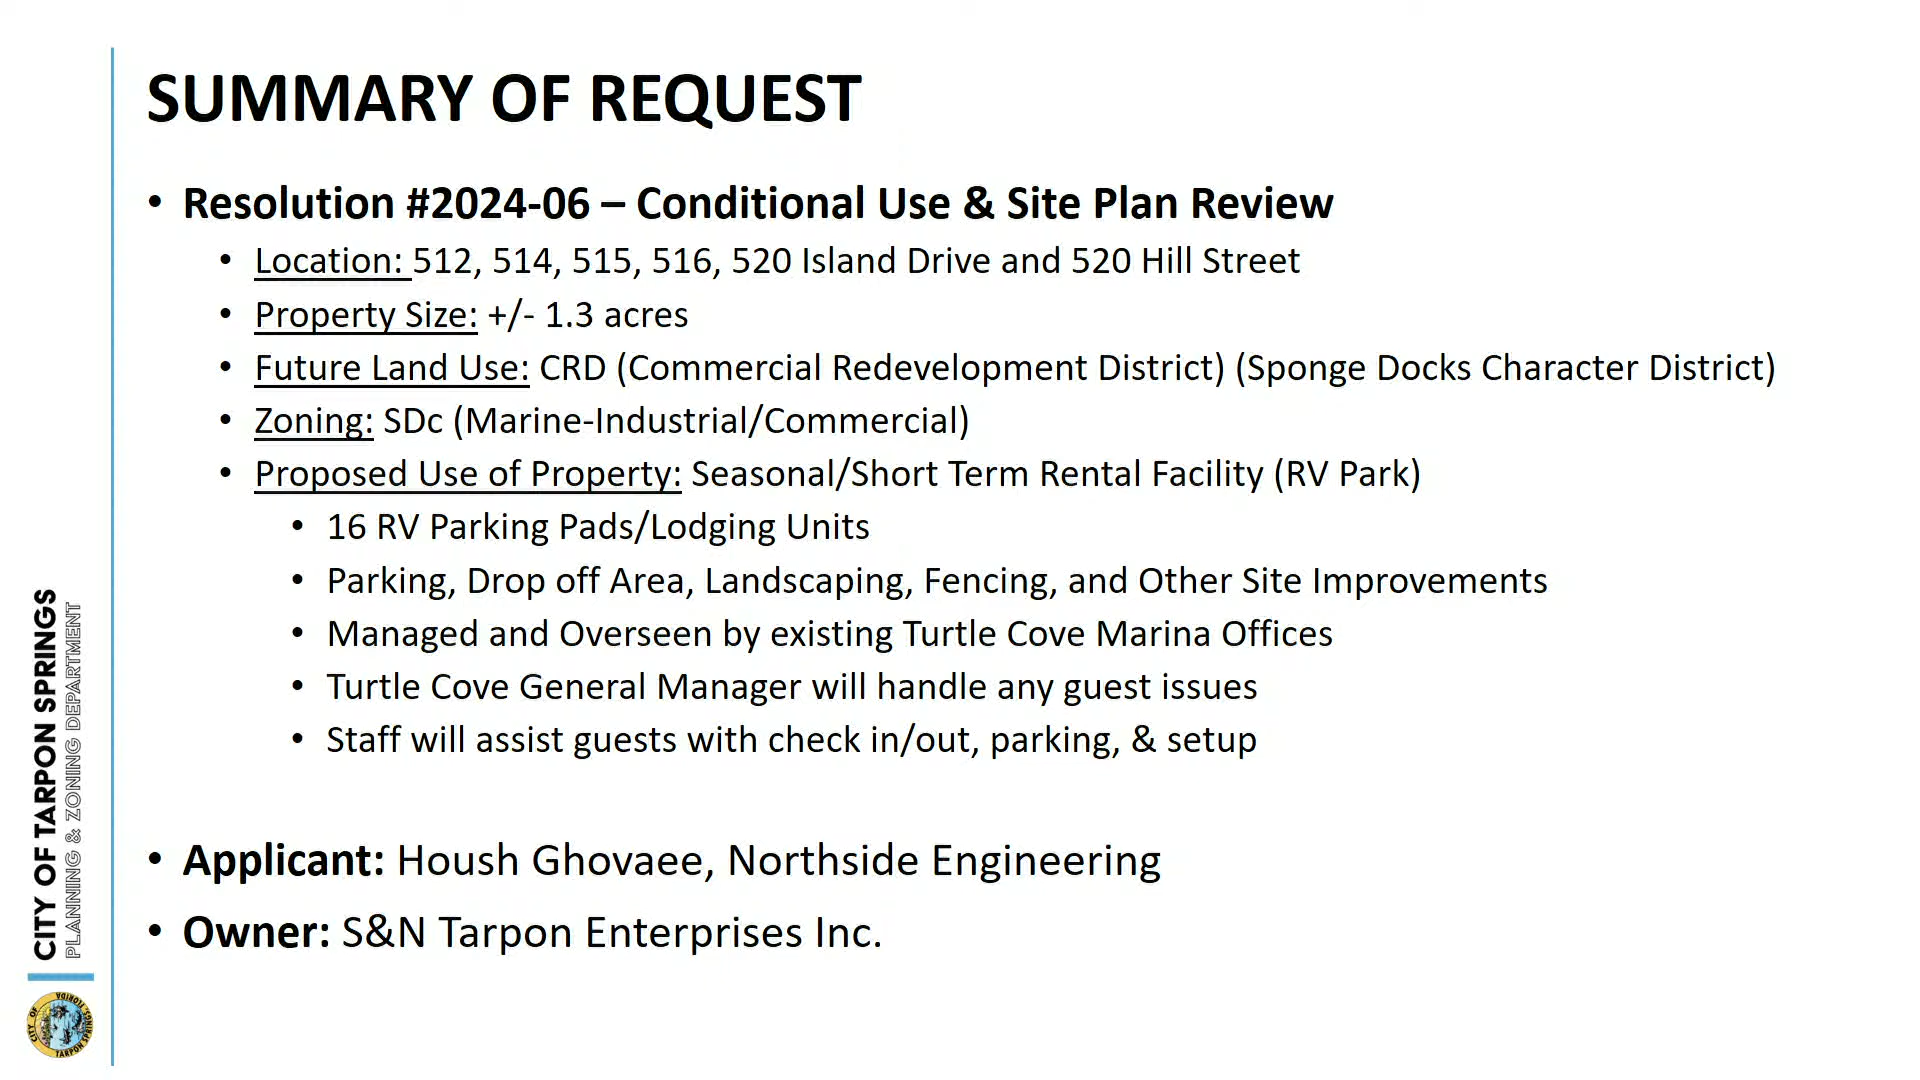 SUMMARY OF REQUEST
• Resolution #2024-06 – Conditional Use & Site Plan Review
• Location: 512, 514, 515, 516, 520 Island Drive and 520 Hill Street
• Property Size: +/- 1.3 acres
• Future Land Use: CRD (Commercial Redevelopment District) (Sponge Docks Character District)
• Zoning: SDc (Marine-Industrial/Commercial)
• Proposed Use of Property: Seasonal/Short Term Rental Facility (RV Park)
• 16 RV Parking Pads/Lodging Units
• Parking, Drop off Area, Landscaping, Fencing, and Other Site Improvements
• Managed and Overseen by existing Turtle Cove Marina Offices
• Turtle Cove General Manager will handle any guest issues
• Staff will assist guests with check in/out, parking, & setup
• Applicant: Housh Ghovaee, Northside Engineering
• Owner: S&N Tarpon Enterprises Inc.
CITY OF TARPON SPRINGS
PLANNING & ZONING DEPARTMENT
CITY OF
TARPON SPRINGS, FLORIDA